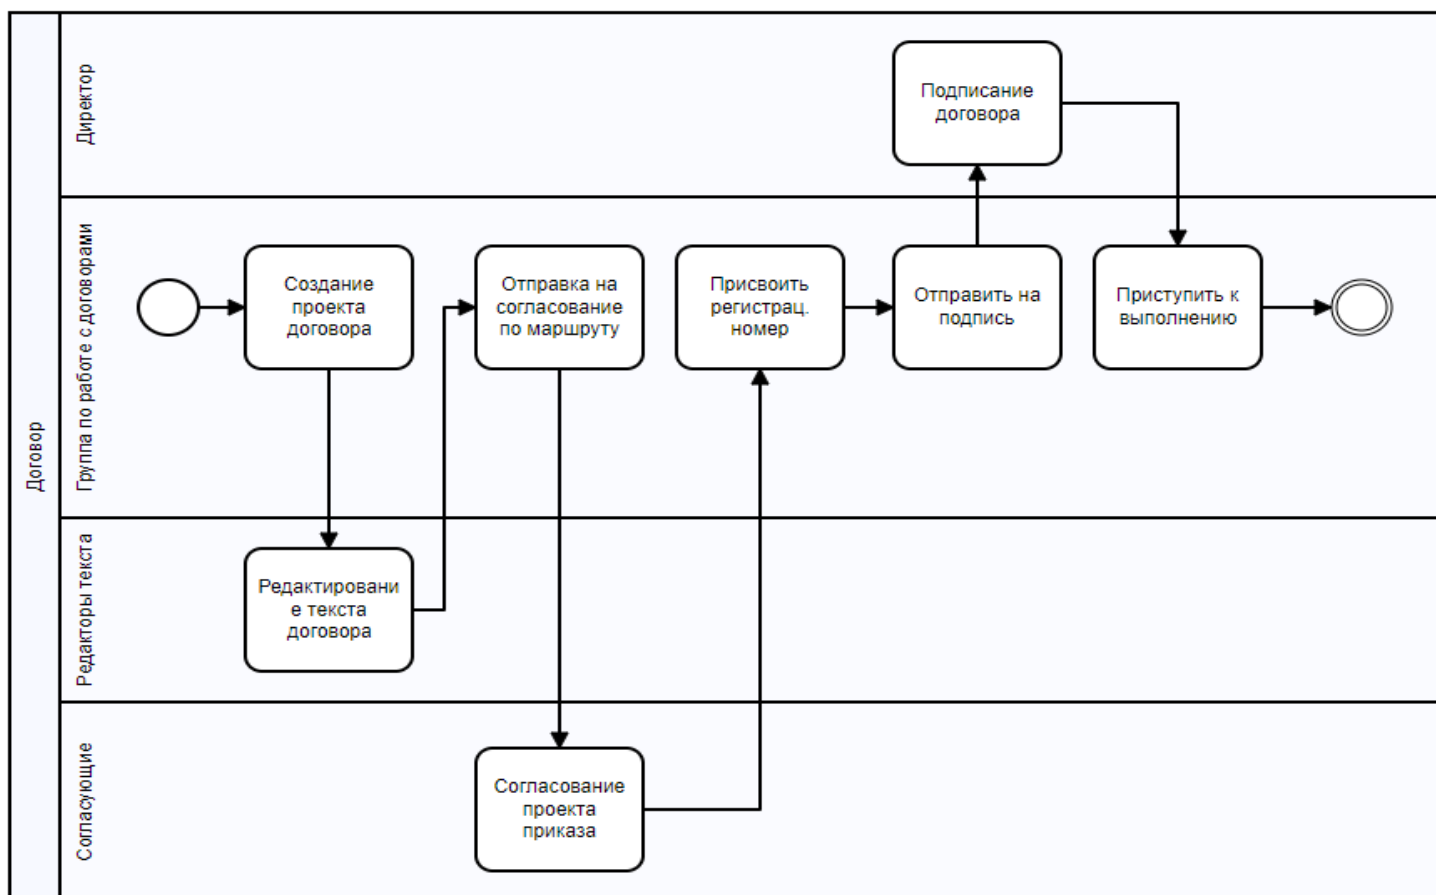 Договор
Директор
Подписание
договора
Группа по работе с договорами
Создание
проекта
договора
Отправка на
согласование
по маршруту
Присвоить
регистрац.
номер
Отправить на
подпись
Приступить к
выполнению
Редакторы текста
Редактировани
е текста
договора
Согласующие
Согласование
проекта
приказа